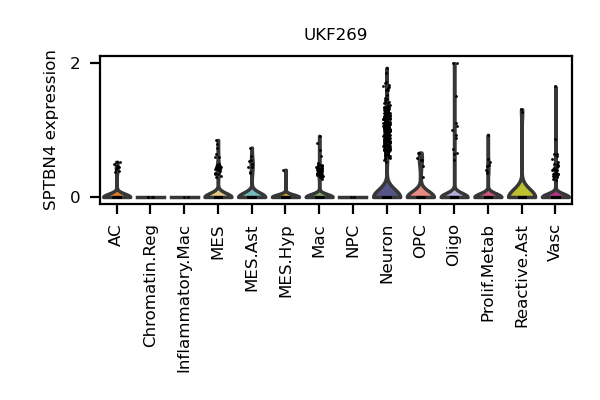 UKF269
SPTBN4 expression
2
0
AC
Chromatin.Reg
Inflammatory.Mac
MES
MES.Ast
MES.Hyp
Mac
NPC
Neuron
OPC
Oligo
Prolif.Metab
Reactive.Ast
Vasc